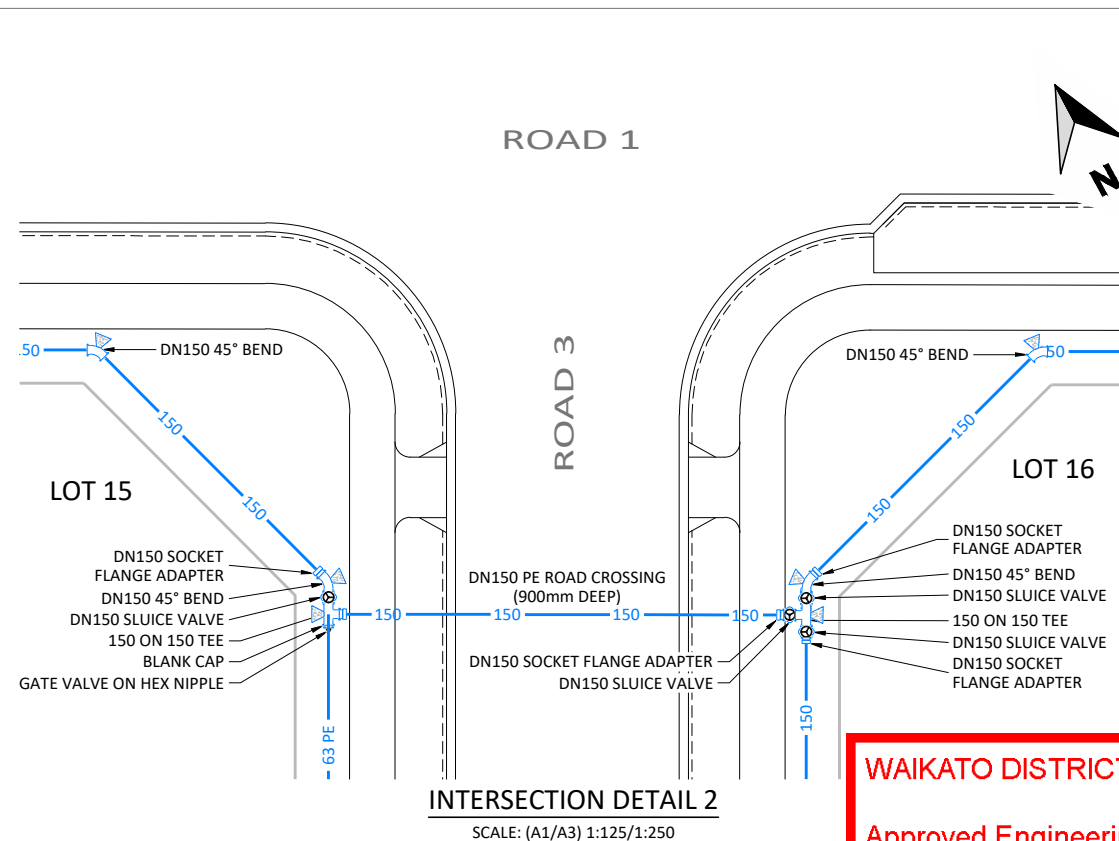 ROAD 1
N
ROAD 3
150
DN150 45° BEND
DN150 45° BEND
50
150
150
150
150
LOT 15
LOT 16
DN150 SOCKET
FLANGE ADAPTER
DN150 45° BEND
DN150 SLUICE VALVE
150 ON 150 TEE
BLANK CAP
GATE VALVE ON HEX NIPPLE
DN150 PE ROAD CROSSING
(900mm DEEP)
150
150
150
150
DN150 SOCKET FLANGE ADAPTER
DN150 SLUICE VALVE
DN150 SOCKET
FLANGE ADAPTER
DN150 45° BEND
DN150 SLUICE VALVE
150 ON 150 TEE
DN150 SLUICE VALVE
DN150 SOCKET
FLANGE ADAPTER
63 PE
150
INTERSECTION DETAIL 2
SCALE: (A1/A3) 1:125/1:250
WAIKATO DISTRICT
Approved Engineeri